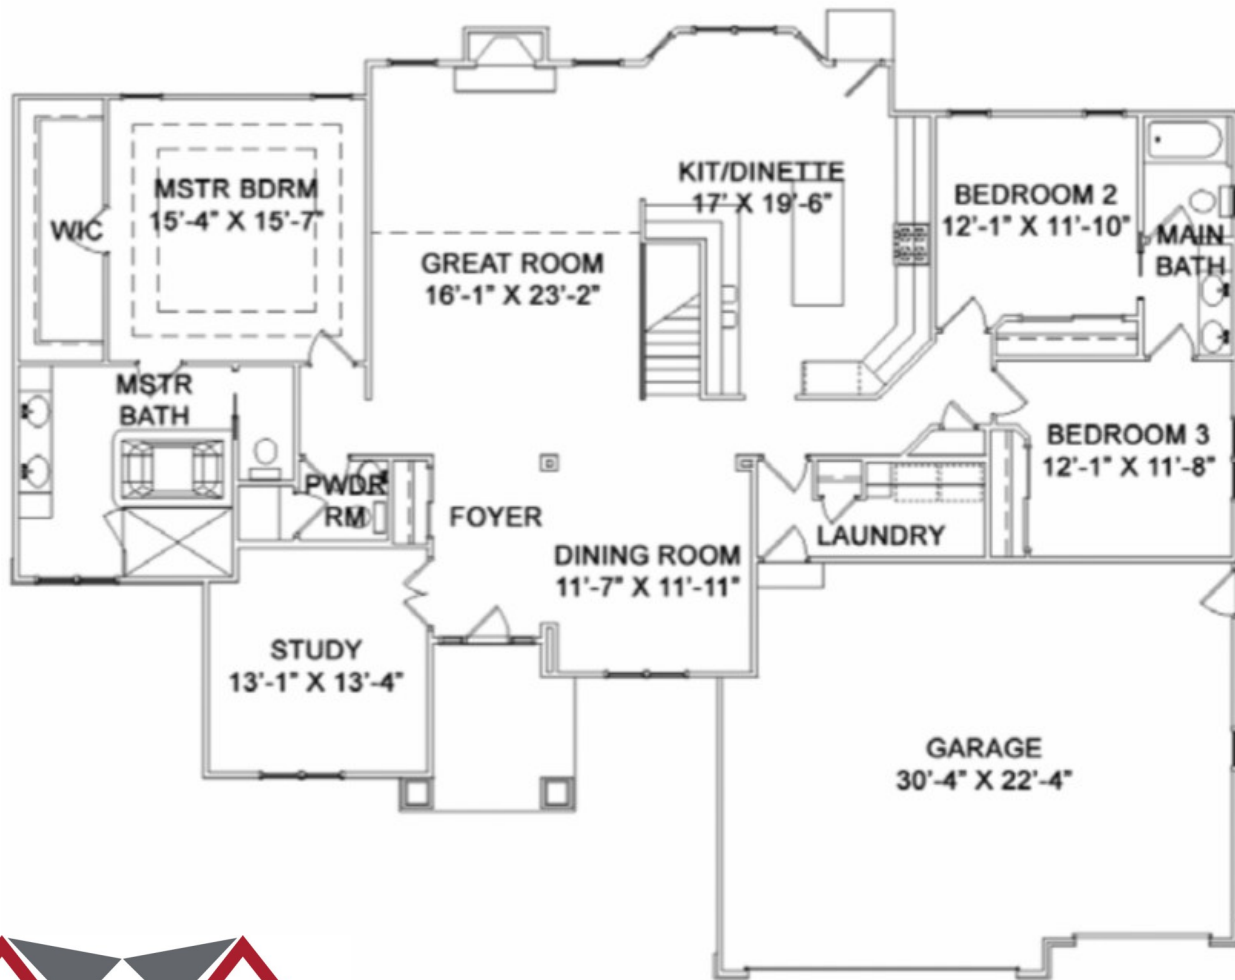 MSTR BDRM
15'-4" X 15'-7"
WIC
GREAT ROOM
16'-1" X 23'-2"
KIT/DINETTE
17' X 19'-6"
BEDROOM 2
12'-1" X 11'-10"
MAIN
BATH
MSTR
BATH
BEDROOM 3
12'-1" X 11'-8"
PWDR
RM
FOYER
LAUNDRY
DINING ROOM
11'-7" X 11'-11"
STUDY
13'-1" X 13'-4"
GARAGE
30'-4" X 22'-4"